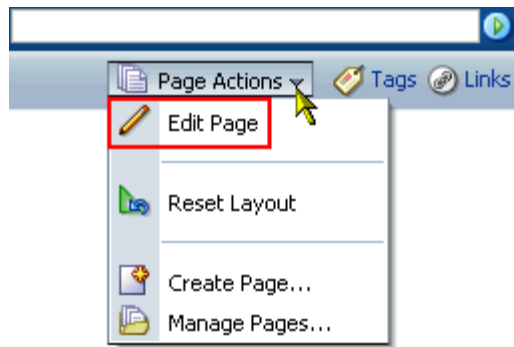 Page Actions Tags Links
Edit Page
Reset Layout
Create Page...
Manage Pages...